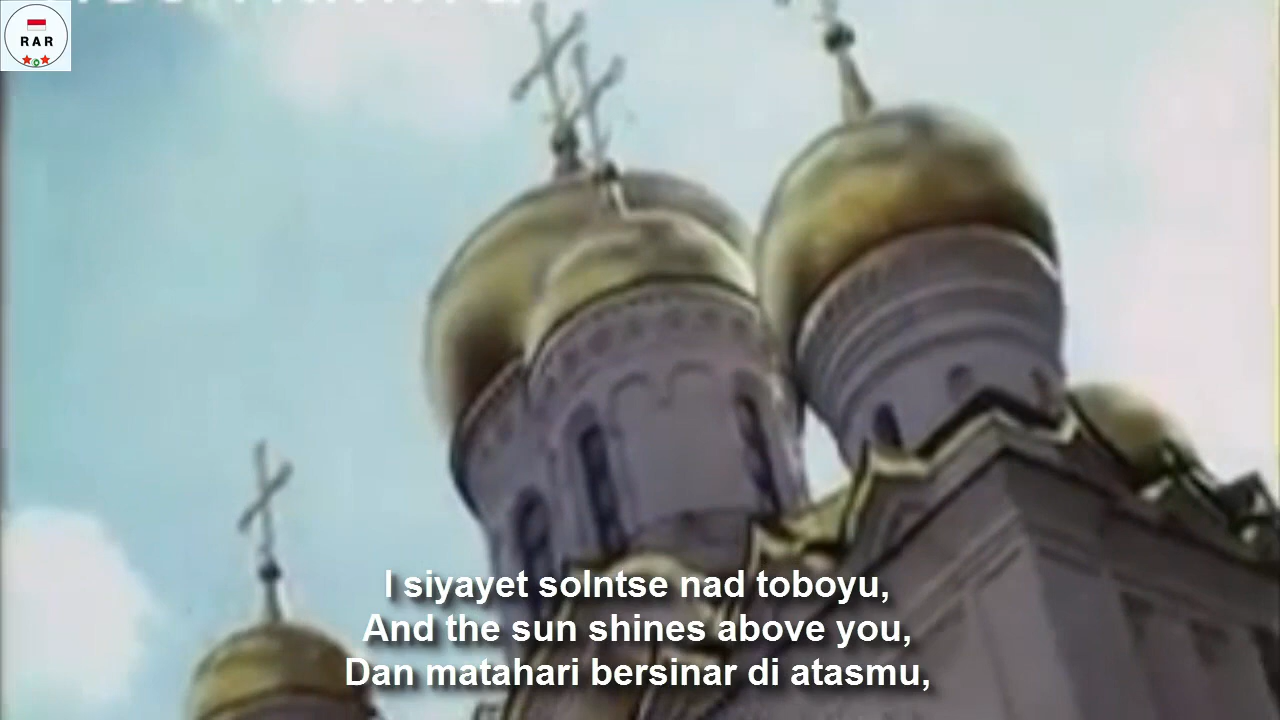 RAR
I siyayet solntse nad toboyu,
And the sun shines above you,
Dan matahari bersinar di atasmu,